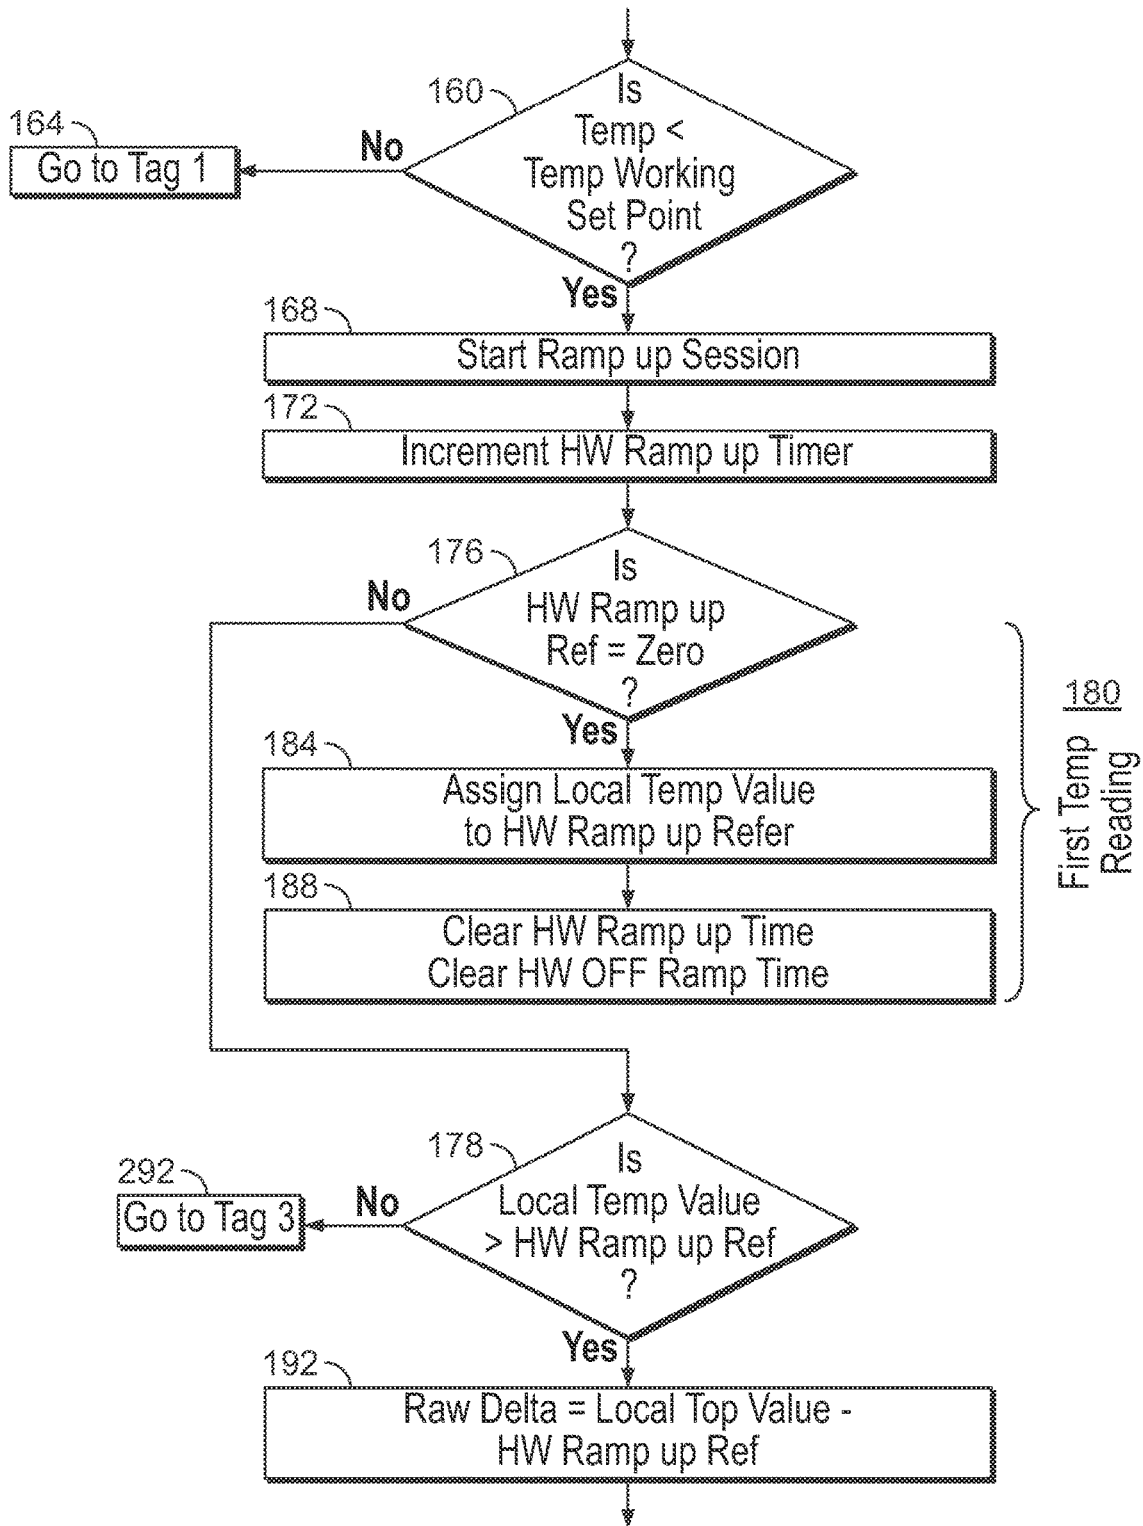 160
Is
Temp <
Temp Working
Set Point
?
164
Go to Tag 1
No
Yes
168
Start Ramp up Session
172
Increment HW Ramp up Timer
176
Is
HW Ramp up
Ref = Zero
?
No
Yes
180
First Temp
Reading
184
Assign Local Temp Value
to HW Ramp up Refer
188
Clear HW Ramp up Time
Clear HW OFF Ramp Time
178
Is
Local Temp Value
> HW Ramp up Ref
?
292
Go to Tag 3
No
Yes
192
Raw Delta = Local Top Value -
HW Ramp up Ref